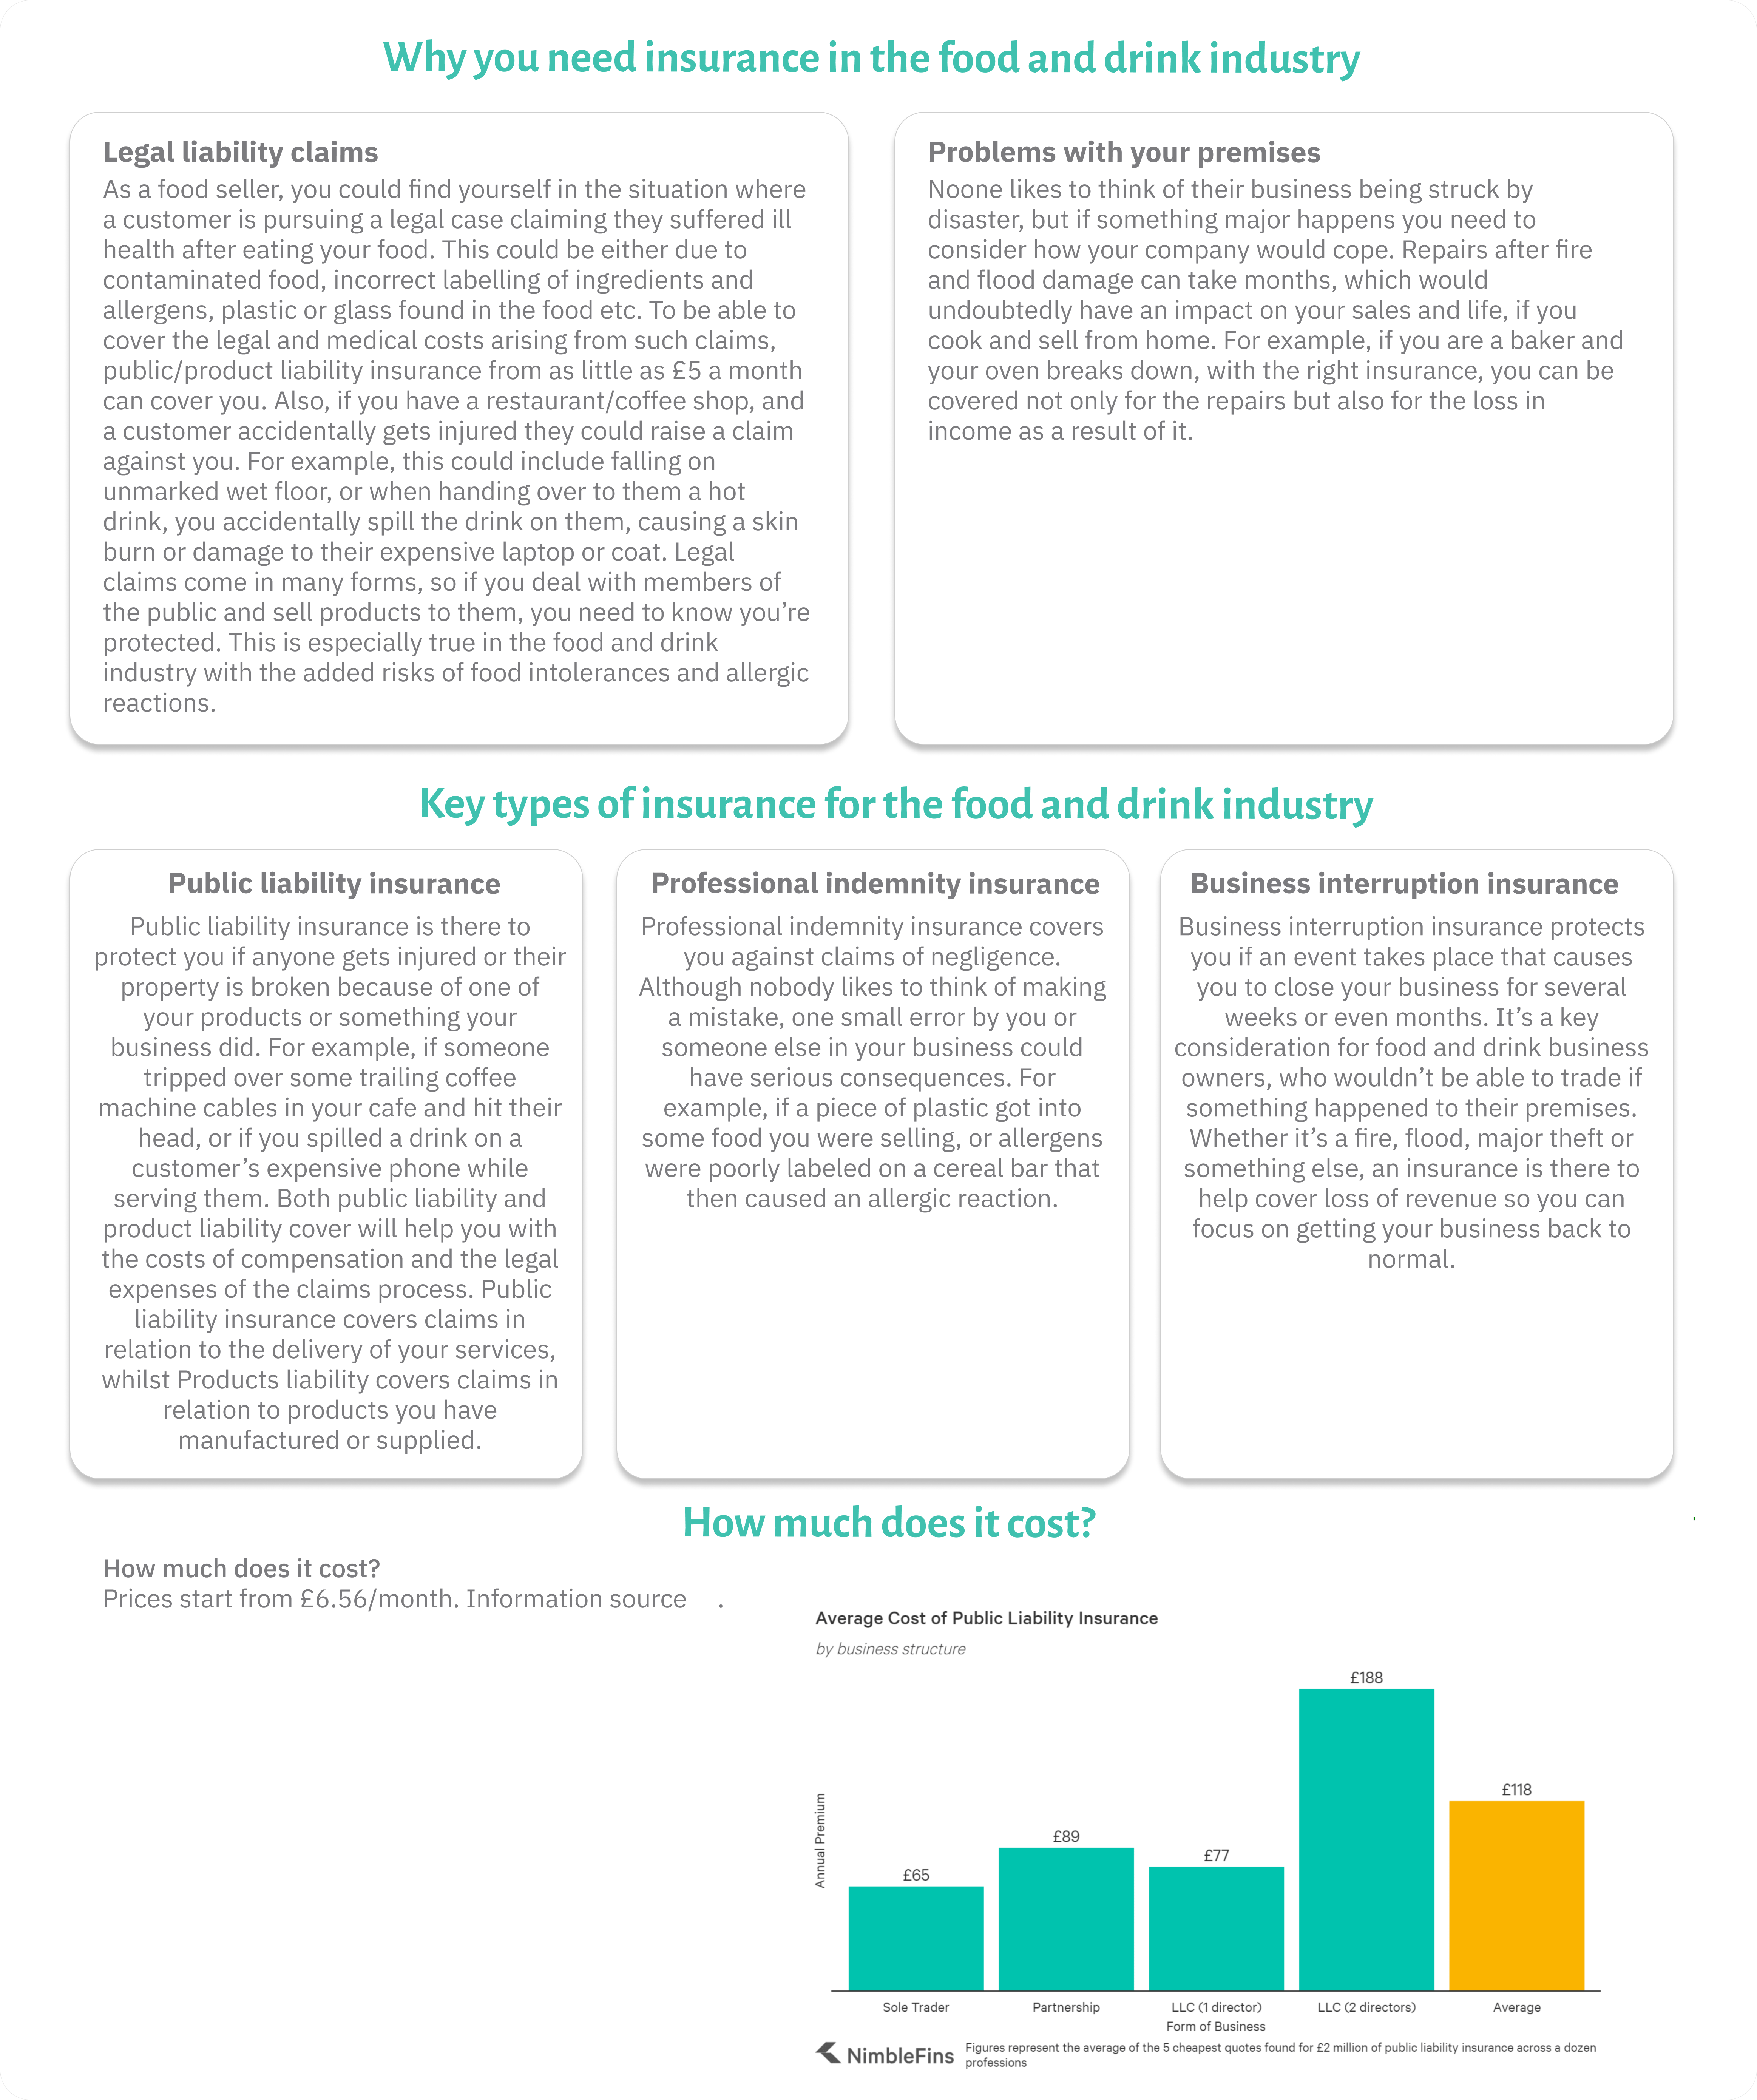 Why you need insurance in the food and drink industry
Legal liability claims
As a food seller, you could find yourself in the situation where
a customer is pursuing a legal case claiming they suffered ill
health after eating your food. This could be either due to
contaminated food, incorrect labelling of ingredients and
allergens, plastic or glass found in the food etc. To be able to
cover the legal and medical costs arising from such claims,
public/product liability insurance from as little as £5 a month
can cover you. Also, if you have a restaurant/coffee shop, and
a customer accidentally gets injured they could raise a claim
against you. For example, this could include falling on
unmarked wet floor, or when handing over to them a hot
drink, you accidentally spill the drink on them, causing a skin
burn or damage to their expensive laptop or coat. Legal
claims come in many forms, so if you deal with members of
the public and sell products to them, you need to know you’re
protected. This is especially true in the food and drink
industry with the added risks of food intolerances and allergic
reactions.
Problems with your premises
Noone likes to think of their business being struck by
disaster, but if something major happens you need to
consider how your company would cope. Repairs after fire
and flood damage can take months, which would
undoubtedly have an impact on your sales and life, if you
cook and sell from home. For example, if you are a baker and
your oven breaks down, with the right insurance, you can be
covered not only for the repairs but also for the loss in
income as a result of it.
Key types of insurance for the food and drink industry
Public liability insurance
Public liability insurance is there to
protect you if anyone gets injured or their
property is broken because of one of
your products or something your
business did. For example, if someone
tripped over some trailing coffee
machine cables in your cafe and hit their
head, or if you spilled a drink on a
customer’s expensive phone while
serving them. Both public liability and
product liability cover will help you with
the costs of compensation and the legal
expenses of the claims process. Public
liability insurance covers claims in
relation to the delivery of your services,
whilst Products liability covers claims in
relation to products you have
manufactured or supplied.
Professional indemnity insurance
Professional indemnity insurance covers
you against claims of negligence.
Although nobody likes to think of making
a mistake, one small error by you or
someone else in your business could
have serious consequences. For
example, if a piece of plastic got into
some food you were selling, or allergens
were poorly labeled on a cereal bar that
then caused an allergic reaction.
Business interruption insurance
Business interruption insurance protects
you if an event takes place that causes
you to close your business for several
weeks or even months. It’s a key
consideration for food and drink business
owners, who wouldn’t be able to trade if
something happened to their premises.
Whether it’s a fire, flood, major theft or
something else, an insurance is there to
help cover loss of revenue so you can
focus on getting your business back to
normal.
How much does it cost?
How much does it cost?
Prices start from £6.56/month. Information source .
Average Cost of Public Liability Insurance
by business structure
Annual Premium
£65
£89
£77
£188
£118
Sole Trader
Partnership
LLC (1 director)
LLC (2 directors)
Average
Form of Business
NimbleFins
Figures represent the average of the 5 cheapest quotes found for £2 million of public liability insurance across a dozen
professions